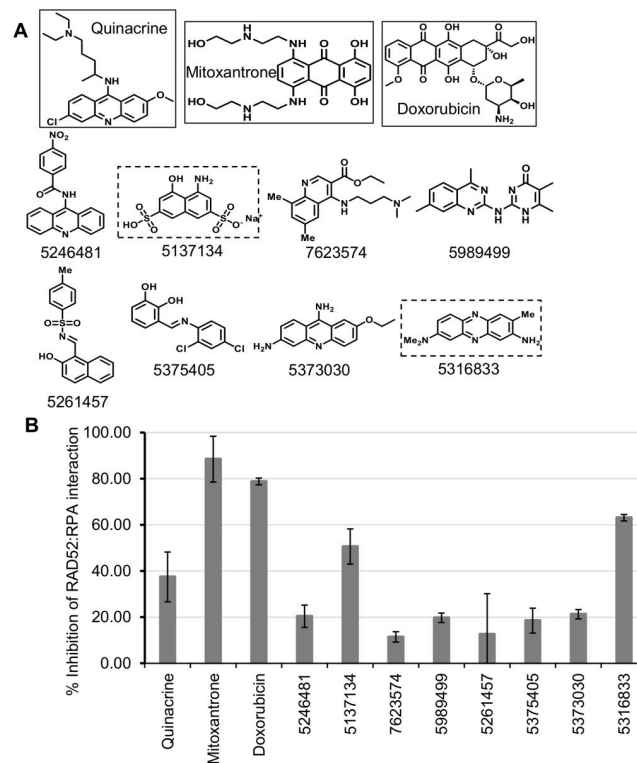 A
Quinacrine
Mitoxantrone
Doxorubicin
5246481
5137134
7623574
5989499
5261457
5375405
5373030
5316833
B
% Inhibition of RAD52:RPA interaction
100.00
80.00
60.00
40.00
20.00
0.00
Quinacrine
Mitoxantrone
Doxorubicin
5246481
5137134
7623574
5989499
5261457
5375405
5373030
5316833